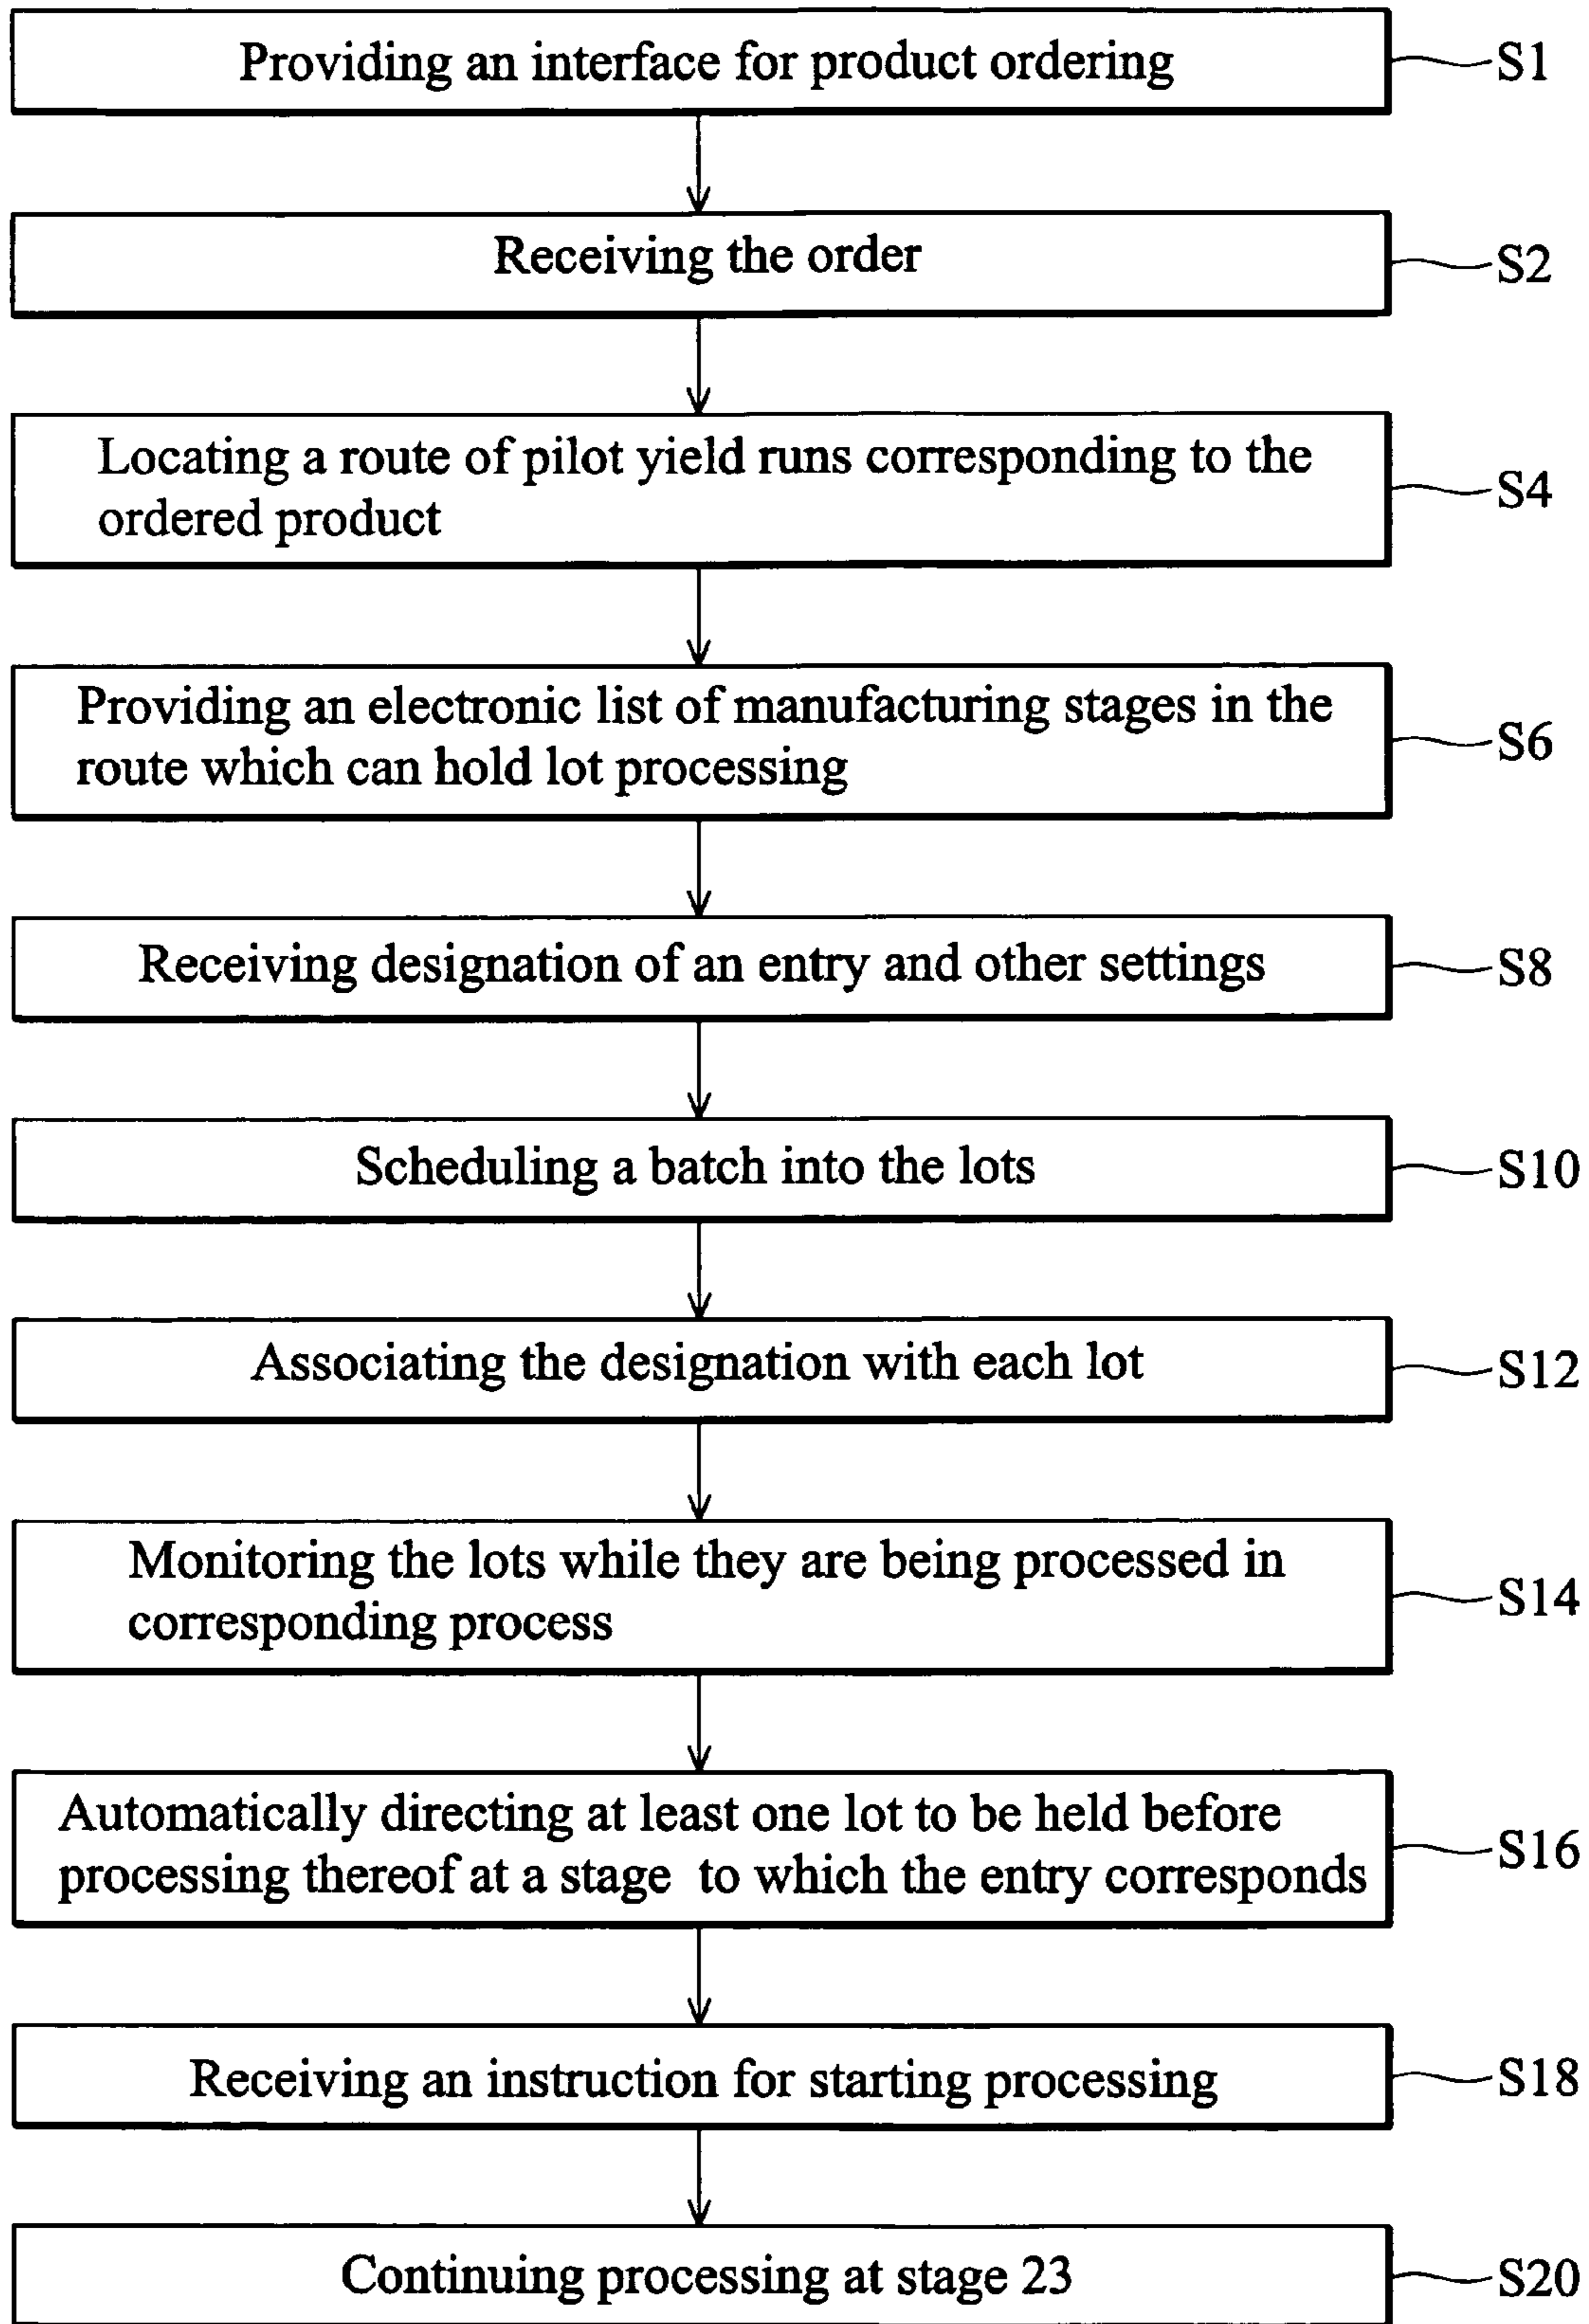 Providing an interface for product ordering
S1
Receiving the order
S2
Locating a route of pilot yield runs corresponding to the
ordered product
S4
Providing an electronic list of manufacturing stages in the
route which can hold lot processing
S6
Receiving designation of an entry and other settings
S8
Scheduling a batch into the lots
S10
Associating the designation with each lot
S12
Monitoring the lots while they are being processed in
corresponding process
S14
Automatically directing at least one lot to be held before
processing thereof at a stage to which the entry corresponds
S16
Receiving an instruction for starting processing
S18
Continuing processing at stage 23
S20